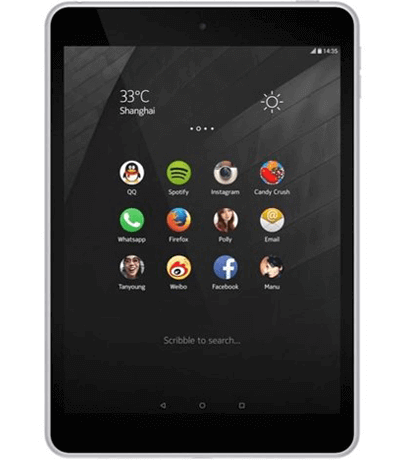 14:35
33°C
Shanghai
QQ
Spotify
Instagram
Candy Crush
Whatsapp
Firefox
Polly
Email
Tanyoung
Weibo
Facebook
Manu
Scribble to search...